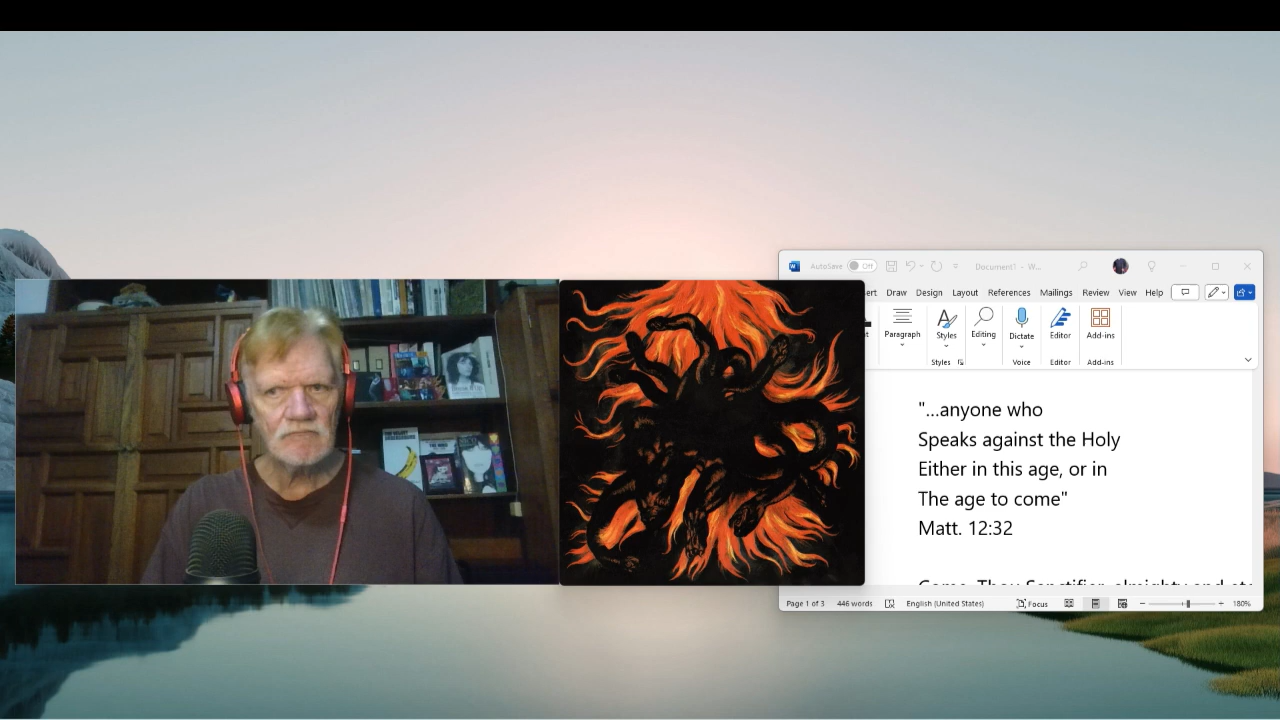 AutoSave Off Document1 - W...
ert Draw Design Layout References Mailings Review View Help
Paragraph Styles Editing Dictate Editor Add-ins
Styles Voice Editor Add-ins
"...anyone who
Speaks against the Holy
Either in this age, or in
The age to come"
Matt. 12:32
Page 1 of 3 446 words English (United States) Focus 180%